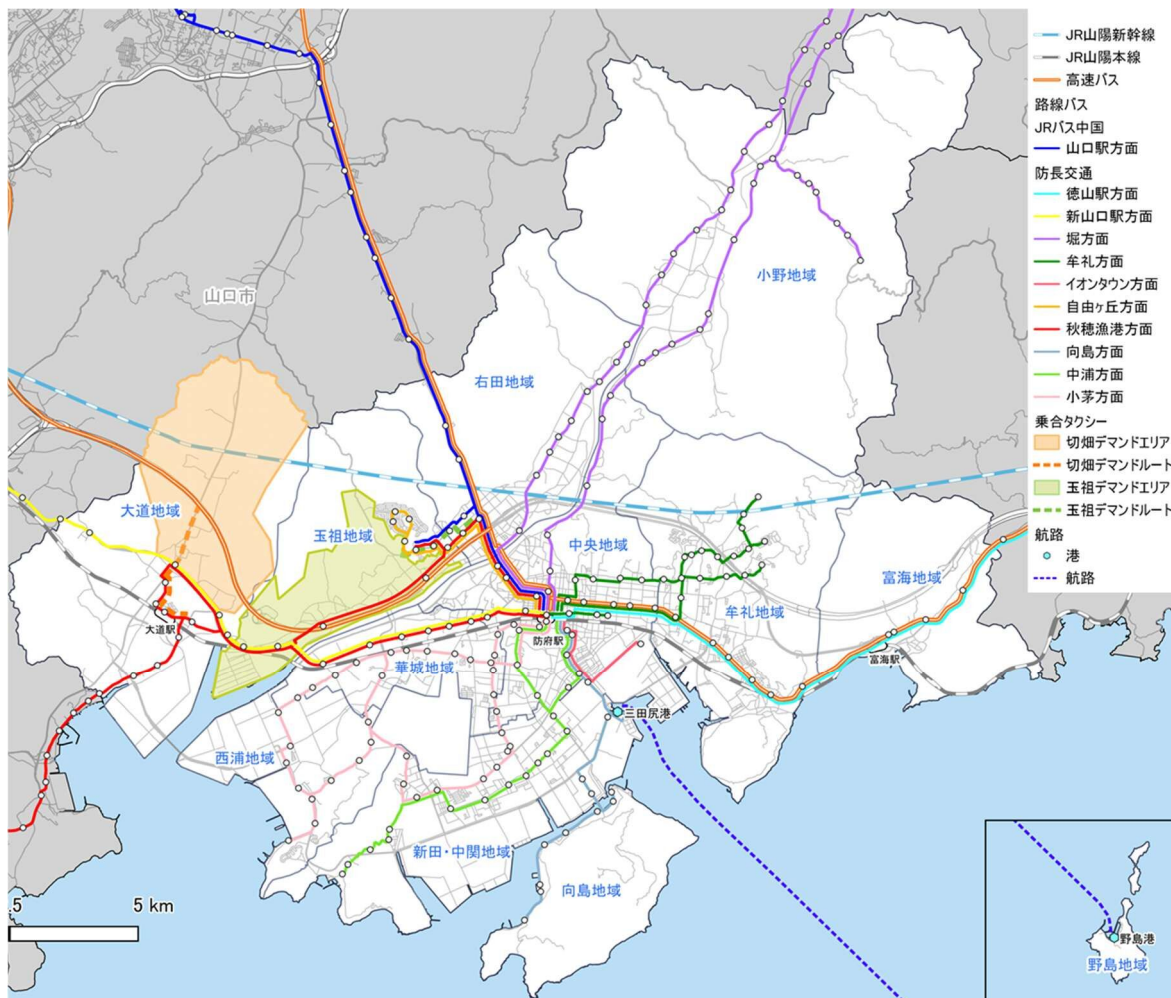 JR山陽新幹線
JR山陽本線
高速バス
路線バス
JRバス中国
山口駅方面
防長交通
徳山駅方面
新山口駅方面
堀方面
牟礼方面
イオンタウン方面
自由ヶ丘方面
秋穂漁港方面
向島方面
中浦方面
小茅方面
乗合タクシー
切畑デマンドエリア
切畑デマンドルート
玉祖デマンドエリア
玉祖デマンドルート
航路
港
航路
山口市
小野地域
右田地域
大道地域
玉祖地域
中央地域
富海地域
牟礼地域
大道駅
防府駅
富海駅
華城地域
三田尻港
西浦地域
新田・中関地域
向島地域
.5 5 km
野島港
野島地域